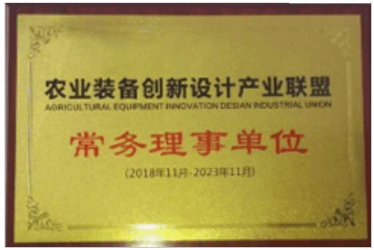 农业装备创新设计产业联盟
AGRICULTURAL EQUIPMENT INNOVATION DESIAN INDUSTRIAL UNION
常务理事单位
(2018年11月-2023年11月)